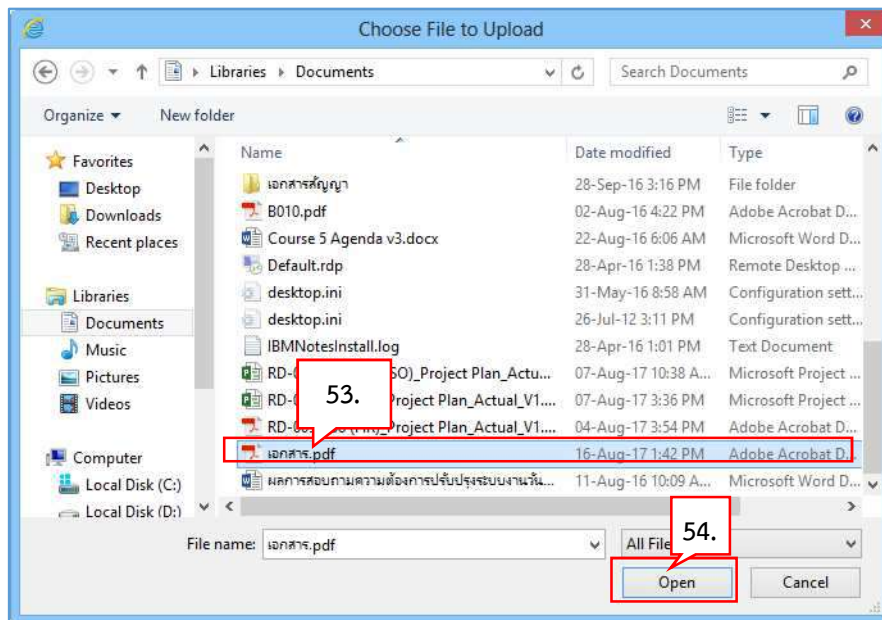 Choose File to Upload
Libraries Documents Search Documents
Organize New folder
Name Date modified Type
Favorites
Desktop
Downloads
Recent places
Libraries
Documents
Music
Pictures
Videos
Computer
Local Disk (C:)
Local Disk (D:)
เอกสารสัญญา 28-Sep-16 3:16 PM File folder
B010.pdf 02-Aug-16 4:22 PM Adobe Acrobat D...
Course 5 Agenda v3.docx 22-Aug-16 6:06 AM Microsoft Word D...
Default.rdp 28-Apr-16 1:38 PM Remote Desktop ...
desktop.ini 31-May-16 8:58 AM Configuration sett...
desktop.ini 26-Jul-12 3:11 PM Configuration sett...
IBMNotesInstall.log 28-Apr-16 1:01 PM Text Document
Project Plan_Actu... 07-Aug-17 10:38 A... Microsoft Project ...
Project Plan_Actual_V1.... 07-Aug-17 3:36 PM Microsoft Project ...
Project Plan_Actual_V1.... 04-Aug-17 3:54 PM Adobe Acrobat D...
เอกสาร.pdf 16-Aug-17 1:42 PM Adobe Acrobat D...
ผลการสอบถามความต้องการปรับปรุงระบบงานวัน... 11-Aug-16 10:09 A... Microsoft Word D...
53.
File name: เอกสาร.pdf
54.
Open Cancel